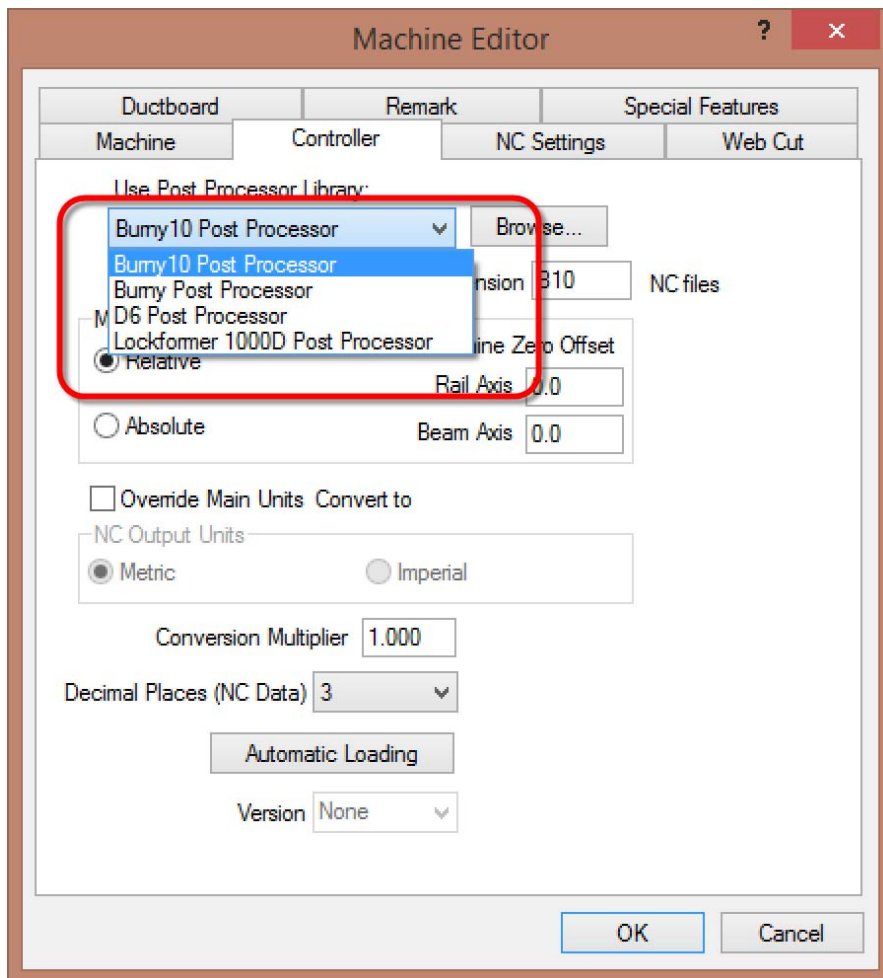 Machine Editor
?
Ductboard Remark Special Features
Machine Controller NC Settings Web Cut
Use Post Processor Library:
Burny10 Post Processor Browse...
Burny10 Post Processor
nsion B10 NC files
Burny Post Processor
D6 Post Processor
M
Lockformer 1000D Post Processor ine Zero Offset
Relative
Rail Axis 0.0
Absolute
Beam Axis 0.0
Override Main Units Convert to
NC Output Units
Metric Imperial
Conversion Multiplier 1.000
Decimal Places (NC Data) 3
Automatic Loading
Version None
OK Cancel